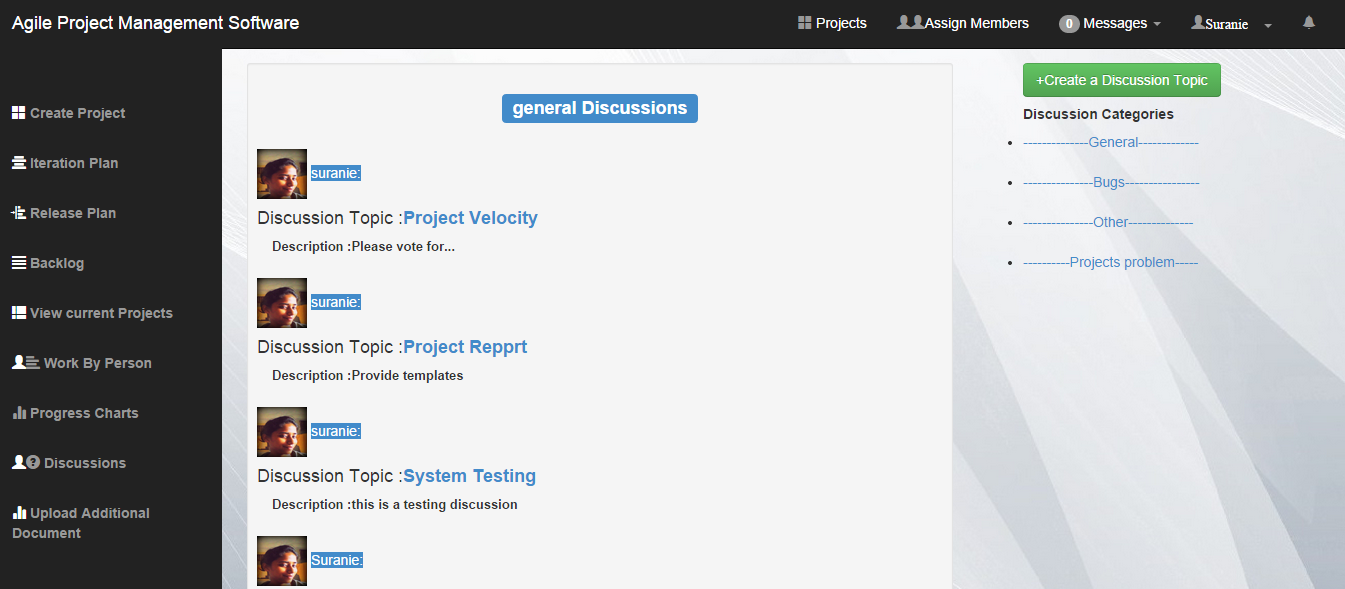 Agile Project Management Software
Projects
Assign Members
0 Messages
Suranie
Create Project
Iteration Plan
Release Plan
Backlog
View current Projects
Work By Person
Progress Charts
Discussions
Upload Additional
Document
general Discussions
suranie:
Discussion Topic :Project Velocity
Description :Please vote for...
suranie:
Discussion Topic :Project Repprt
Description :Provide templates
suranie:
Discussion Topic :System Testing
Description :this is a testing discussion
Suranie:
+Create a Discussion Topic
Discussion Categories
--------------General-------------
---------------Bugs----------------
---------------Other--------------
----------Projects problem-----